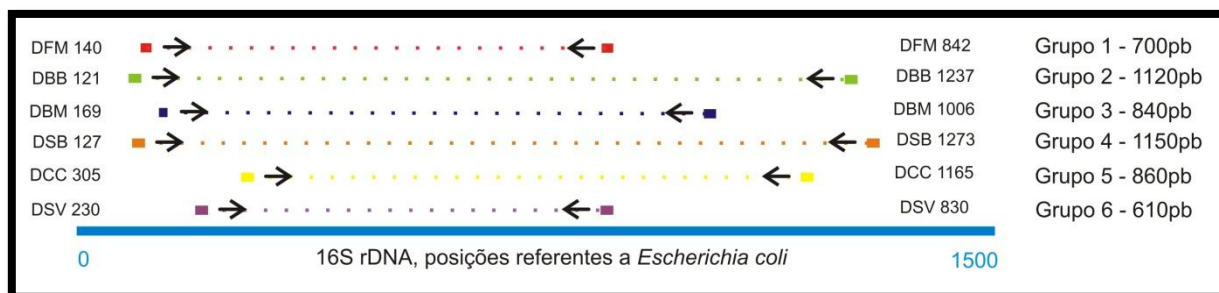 DFM 140 DFM 842 Grupo 1 - 700pb
DBB 121 DBB 1237 Grupo 2 - 1120pb
DBM 169 DBM 1006 Grupo 3 - 840pb
DSB 127 DSB 1273 Grupo 4 - 1150pb
DCC 305 DCC 1165 Grupo 5 - 860pb
DSV 230 DSV 830 Grupo 6 - 610pb
0 16S rDNA, posições referentes a Escherichia coli 1500